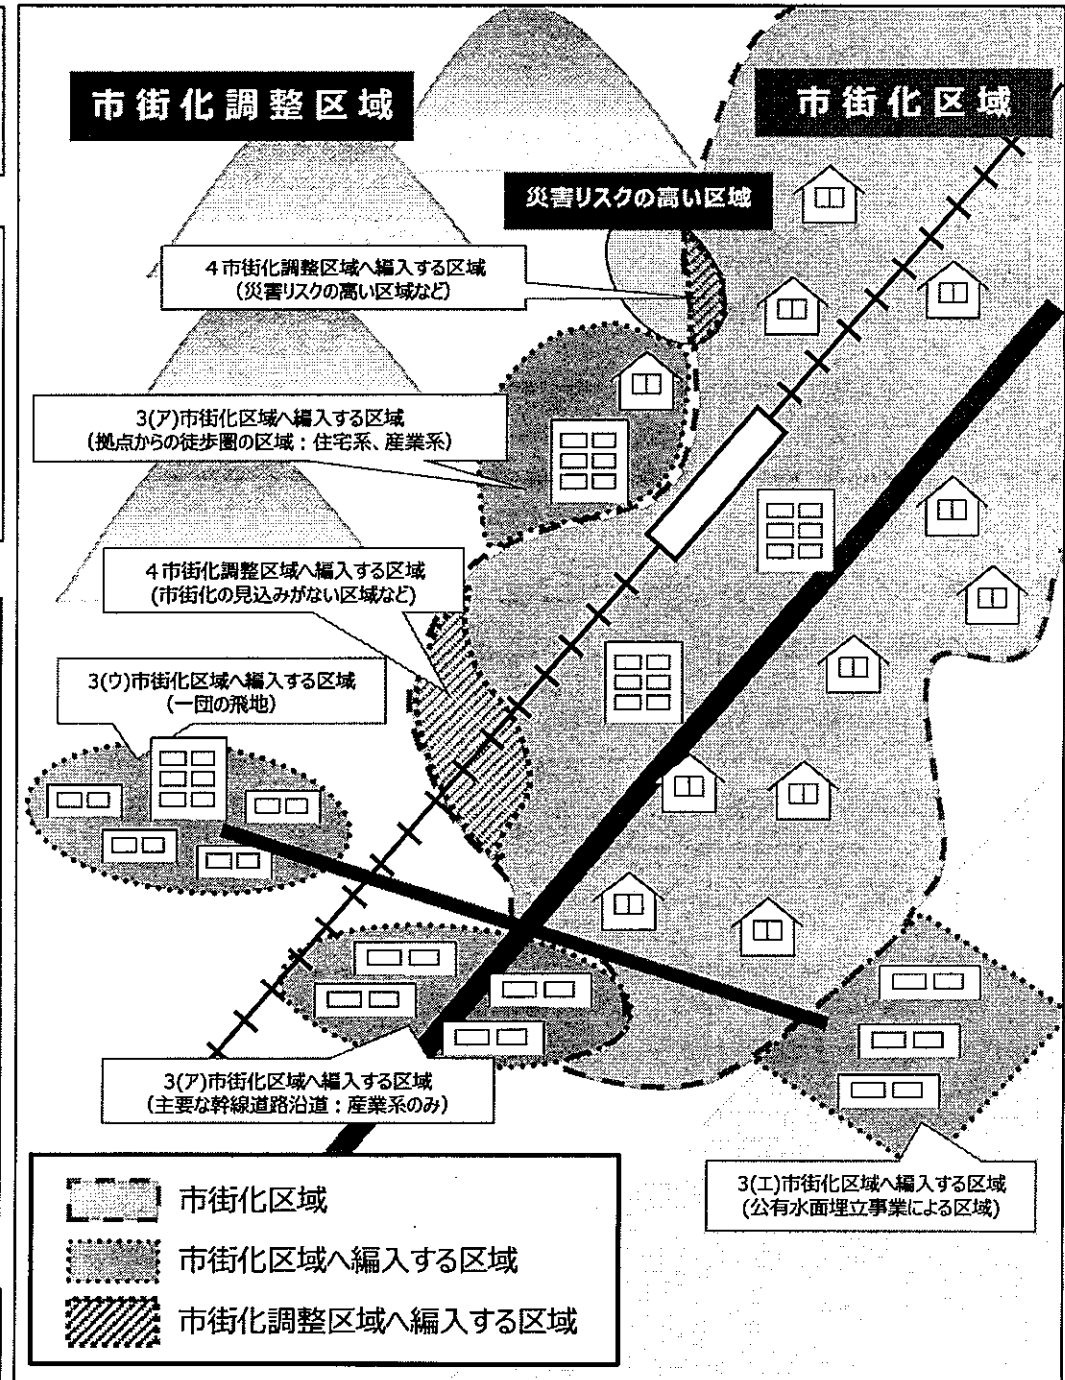 市街化調整区域
市街化区域
災害リスクの高い区域
4市街化調整区域へ編入する区域
(災害リスクの高い区域など)
3(ア)市街化区域へ編入する区域
(拠点からの徒歩圏の区域：住宅系、産業系)
4市街化調整区域へ編入する区域
(市街化の見込みがない区域など)
3(ウ)市街化区域へ編入する区域
(一団の飛地)
3(ア)市街化区域へ編入する区域
(主要な幹線道路沿道：産業系のみ)
3(エ)市街化区域へ編入する区域
(公有水面埋立事業による区域)
市街化区域
市街化区域へ編入する区域
市街化調整区域へ編入する区域